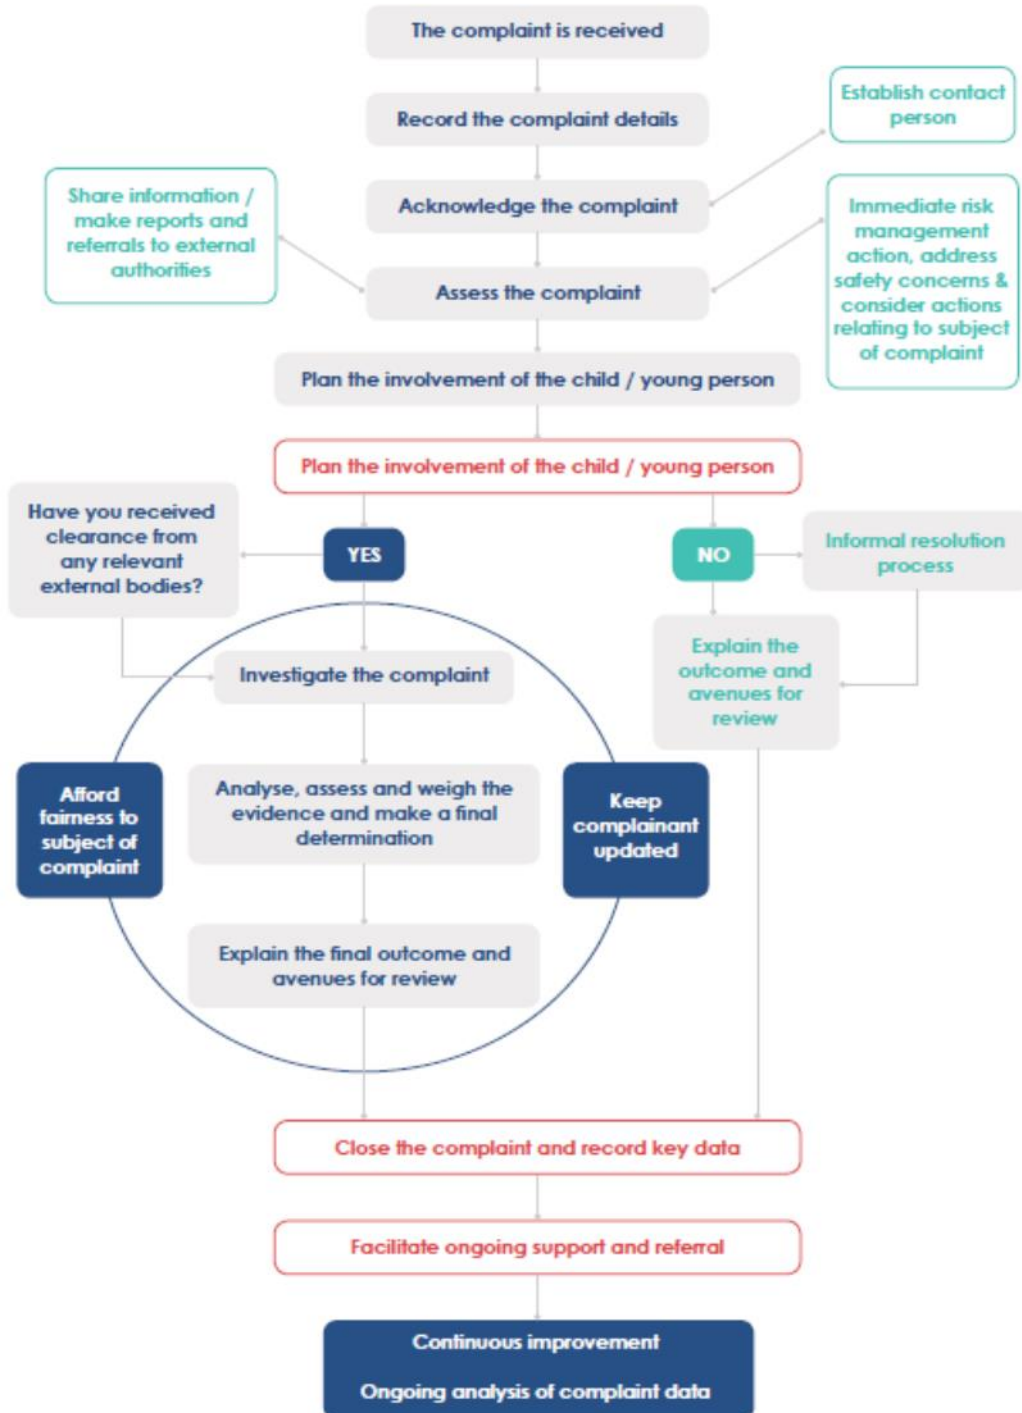 The complaint is received
Record the complaint details
Establish contact
person
Acknowledge the complaint
Share information /
make reports and
referrals to external
authorities
Immediate risk
management
action, address
safety concerns &
consider actions
relating to subject
of complaint
Assess the complaint
Plan the involvement of the child / young person
Plan the involvement of the child / young person
Have you received
clearance from
any relevant
external bodies?
YES
NO
Informal resolution
process
Investigate the complaint
Explain the
outcome and
avenues for
review
Afford
fairness to
subject of
complaint
Analyse, assess and weigh the
evidence and make a final
determination
Keep
complainant
updated
Explain the final outcome and
avenues for review
Close the complaint and record key data
Facilitate ongoing support and referral
Continuous improvement
Ongoing analysis of complaint data